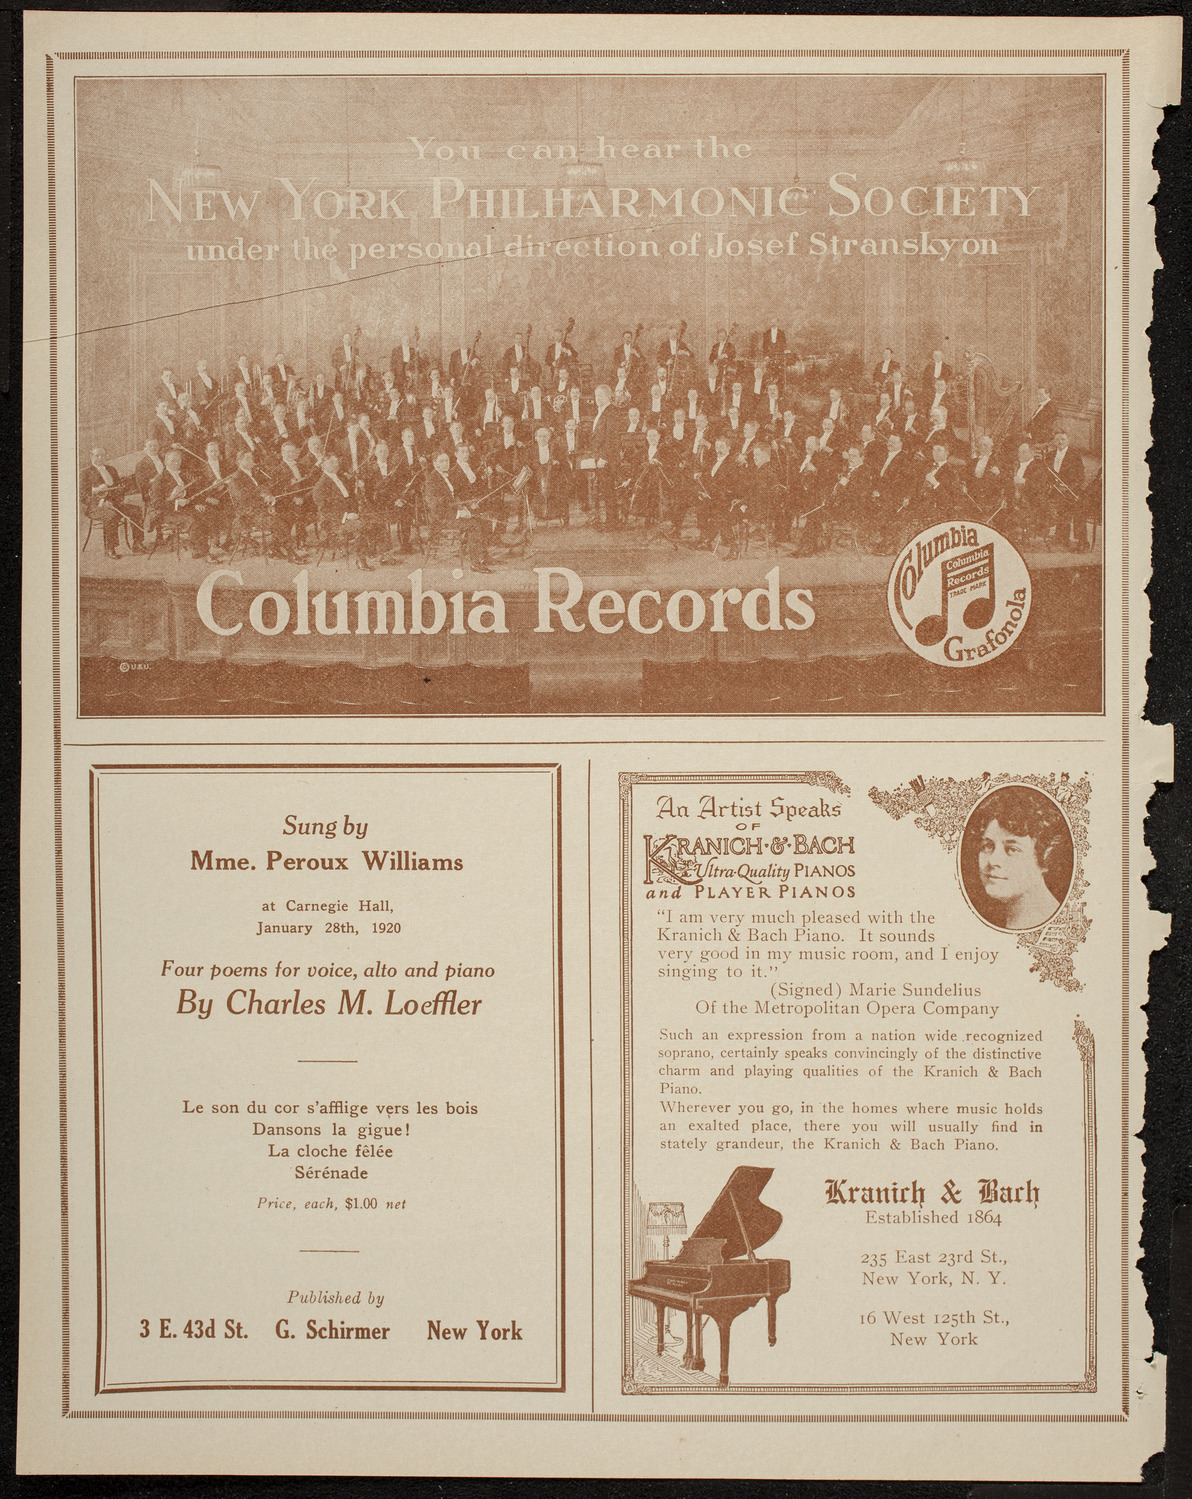 You can hear the
NEW YORK PHILHARMONIC SOCIETY
under the personal direction of Josef Stransky on
Columbia Records
Columbia
Columbia
Records
TRADE MARK
Grafonola
© U & U.
Sung by
Mme. Peroux Williams
at Carnegie Hall,
January 28th, 1920
Four poems for voice, alto and piano
By Charles M. Loeffler
Le son du cor s'afflige vers les bois
Dansons la gigue!
La cloche fêlée
Sérénade
Price, each, $1.00 net
Published by
3 E. 43d St. G. Schirmer New York
An Artist Speaks
OF
KRANICH·&·BACH
Ultra-Quality PIANOS
and PLAYER PIANOS
"I am very much pleased with the
Kranich & Bach Piano. It sounds
very good in my music room, and I enjoy
singing to it."
(Signed) Marie Sundelius
Of the Metropolitan Opera Company
Such an expression from a nation wide recognized
soprano, certainly speaks convincingly of the distinctive
charm and playing qualities of the Kranich & Bach
Piano.
Wherever you go, in the homes where music holds
an exalted place, there you will usually find in
stately grandeur, the Kranich & Bach Piano.
Kranich & Bach
Established 1864
235 East 23rd St.,
New York, N. Y.
16 West 125th St.,
New York